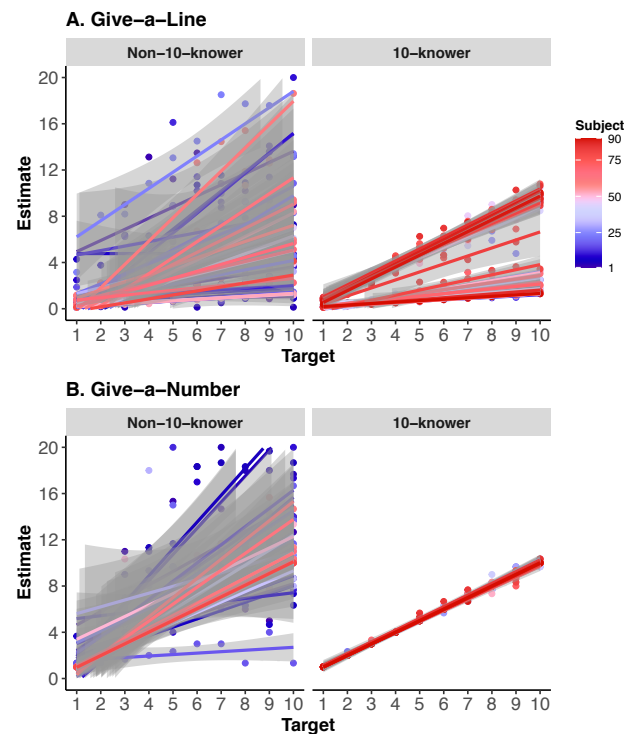 A. Give-a-Line
Non-10-knower
10-knower
Estimate
20
16
12
8
4
0
1 2 3 4 5 6 7 8 9 10
1 2 3 4 5 6 7 8 9 10
Target
Subject
90
75
50
25
1
B. Give-a-Number
Non-10-knower
10-knower
Estimate
20
16
12
8
4
0
1 2 3 4 5 6 7 8 9 10
1 2 3 4 5 6 7 8 9 10
Target